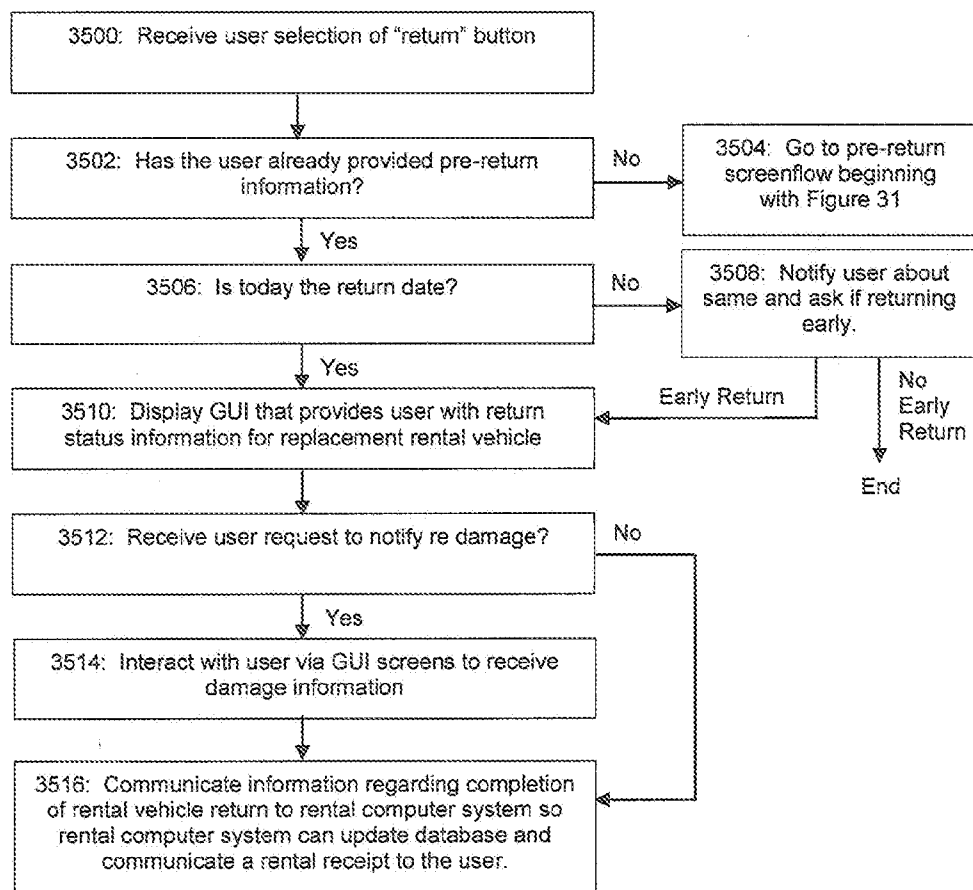 3500: Receive user selection of “return” button
3502: Has the user already provided pre-return
information?
No
3504: Go to pre-return
screenflow beginning
with Figure 31
Yes
3506: Is today the return date?
No
3508: Notify user about
same and ask if returning
early.
Yes
Early Return
No
Early
Return
End
3510: Display GUI that provides user with return
status information for replacement rental vehicle
3512: Receive user request to notify re damage?
No
Yes
3514: Interact with user via GUI screens to receive
damage information
3516: Communicate information regarding completion
of rental vehicle return to rental computer system so
rental computer system can update database and
communicate a rental receipt to the user.